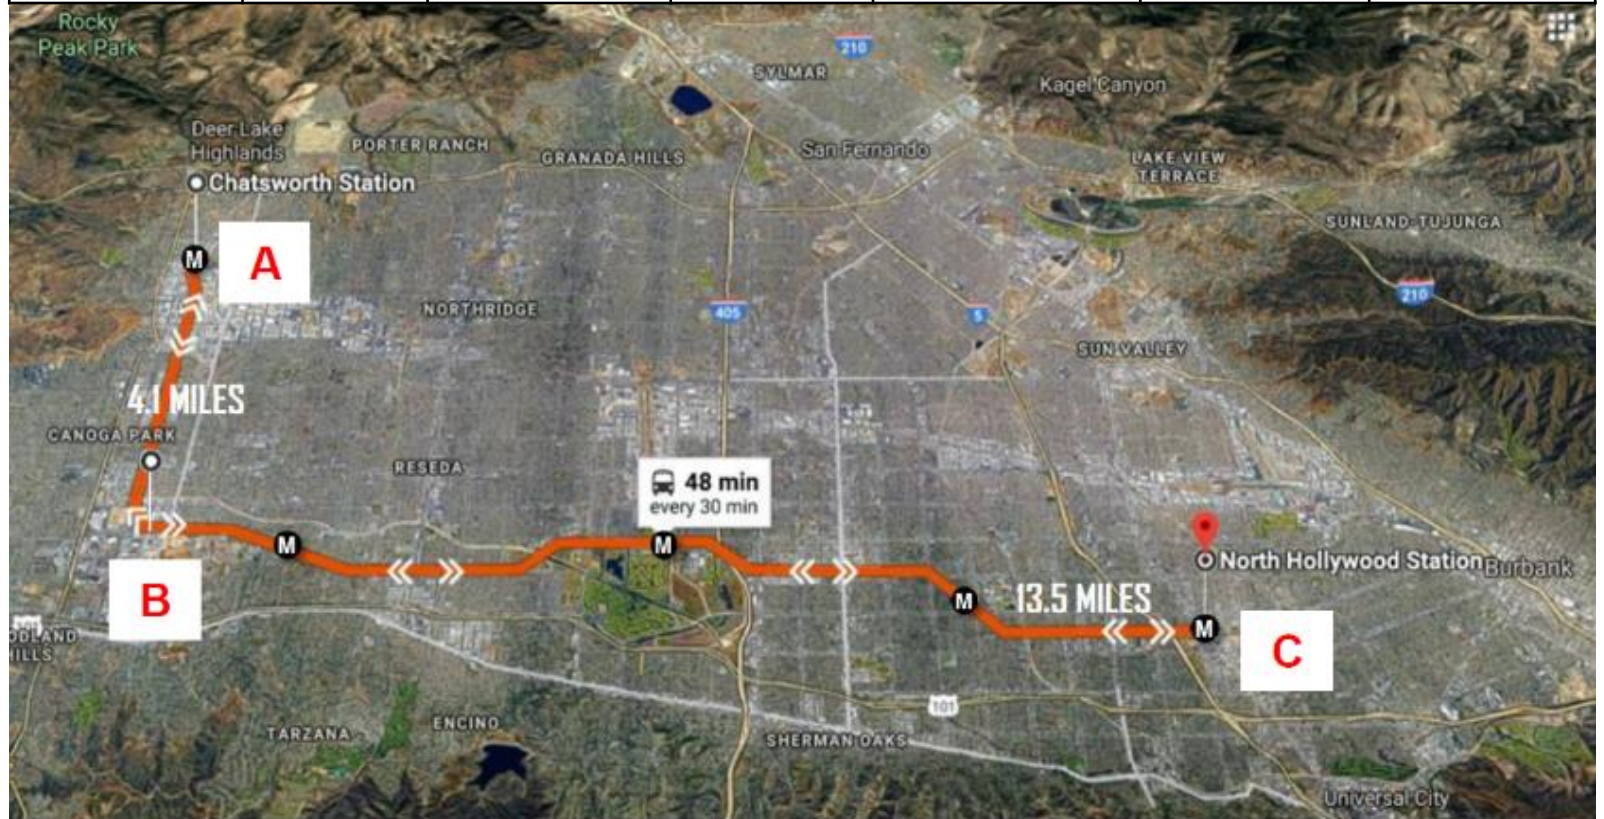 Rocky
Peak Park
210
SYLMAR
Kagel Canyon
Deer Lake
Highlands
PORTER RANCH
GRANADA HILLS
San Fernando
LAKE VIEW
TERRACE
Chatsworth Station
SUNLAND-TUJUNGA
M
A
210
NORTHRIDGE
405
5
SUN VALLEY
4.1 MILES
CANOGA PARK
RESEDA
48 min
every 30 min
M
M
North Hollywood Station
Burbank
B
M
13.5 MILES
M
C
ODLAND
HILLS
101
TARZANA
ENCINO
SHERMAN OAKS
Universal City